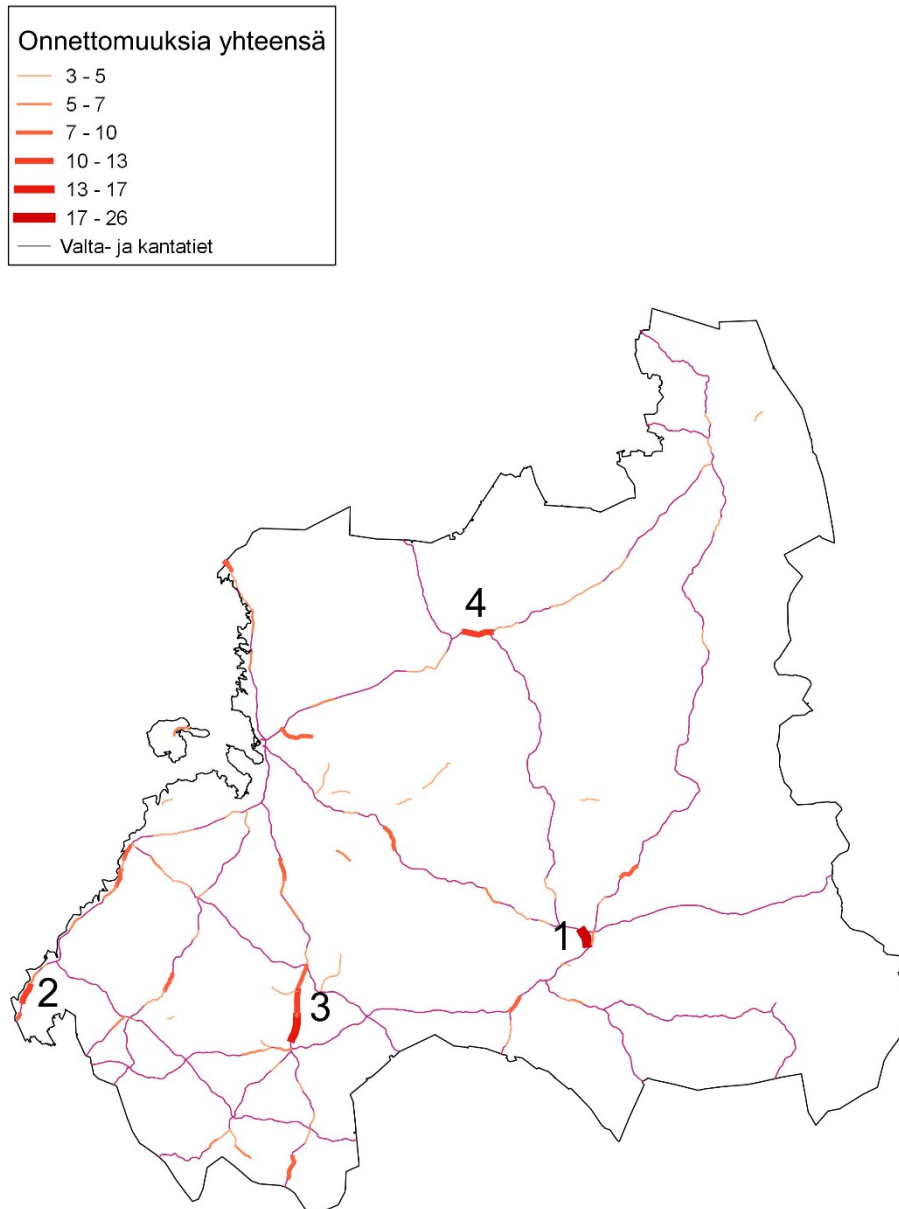 Onnettomuuksia yhteensä
3 - 5
5 - 7
7 - 10
10 - 13
13 - 17
17 - 26
Valta- ja kantatiet
4
1
2
3